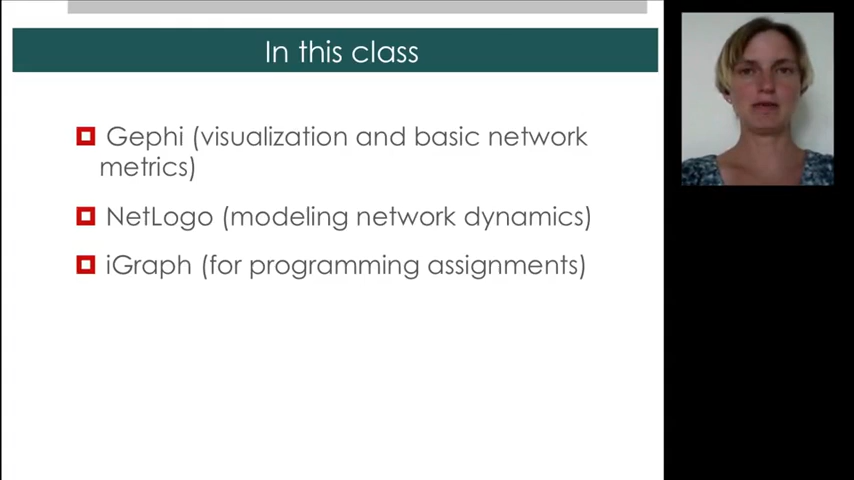 In this class
Gephi (visualization and basic network
metrics)
NetLogo (modeling network dynamics)
iGraph (for programming assignments)